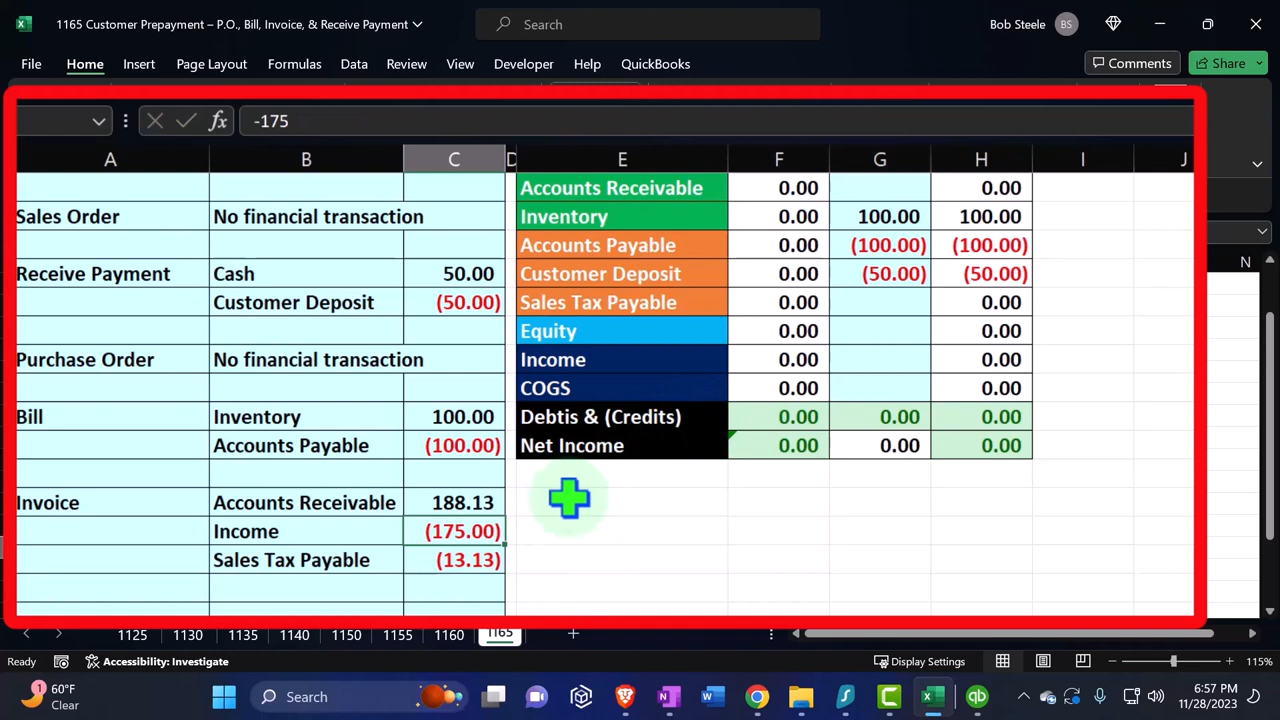 1165 Customer Prepayment – P.O., Bill, Invoice, & Receive Payment
Search
Bob Steele
BS
File Home Insert Page Layout Formulas Data Review View Developer Help QuickBooks
Comments
Share
fx -175
A B C D E F G H I J
N
Accounts Receivable 0.00 0.00
Sales Order No financial transaction Inventory 0.00 100.00 100.00
Accounts Payable 0.00 (100.00) (100.00)
Receive Payment Cash 50.00 Customer Deposit 0.00 (50.00) (50.00)
Customer Deposit (50.00) Sales Tax Payable 0.00 0.00
Equity 0.00 0.00
Purchase Order No financial transaction Income 0.00 0.00
COGS 0.00 0.00
Bill Inventory 100.00 Debtis & (Credits) 0.00 0.00 0.00
Accounts Payable (100.00) Net Income 0.00 0.00 0.00
Invoice Accounts Receivable 188.13
Income (175.00)
Sales Tax Payable (13.13)
1125 1130 1135 1140 1150 1155 1160 1165
Ready Accessibility: Investigate Display Settings 115%
1
60°F
Clear
Search
6:57 PM
11/28/2023